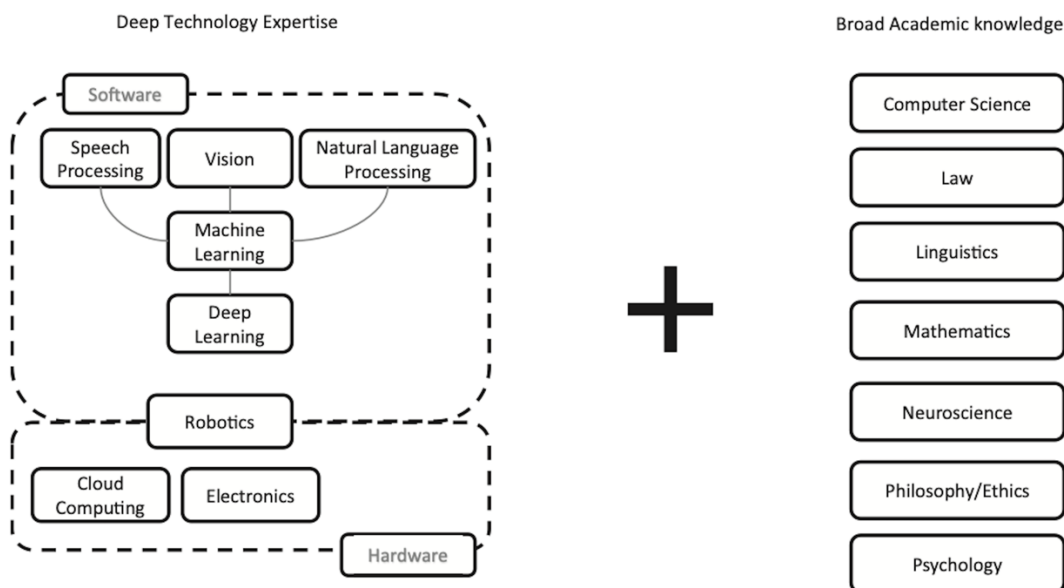 Deep Technology Expertise
Broad Academic knowledge
Software
Speech
Processing
Vision
Natural Language
Processing
Machine
Learning
Deep
Learning
Robotics
Cloud
Computing
Electronics
Hardware
Computer Science
Law
Linguistics
Mathematics
Neuroscience
Philosophy/Ethics
Psychology